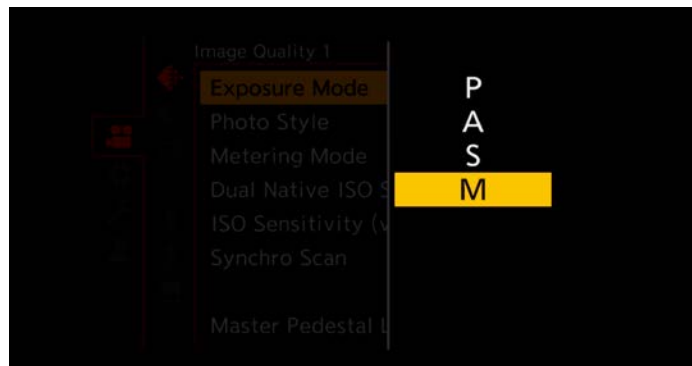 Image Quality 1
Exposure Mode
Photo Style
Metering Mode
Dual Native ISO S
ISO Sensitivity (v
Synchro Scan
Master Pedestal L
P
A
S
M